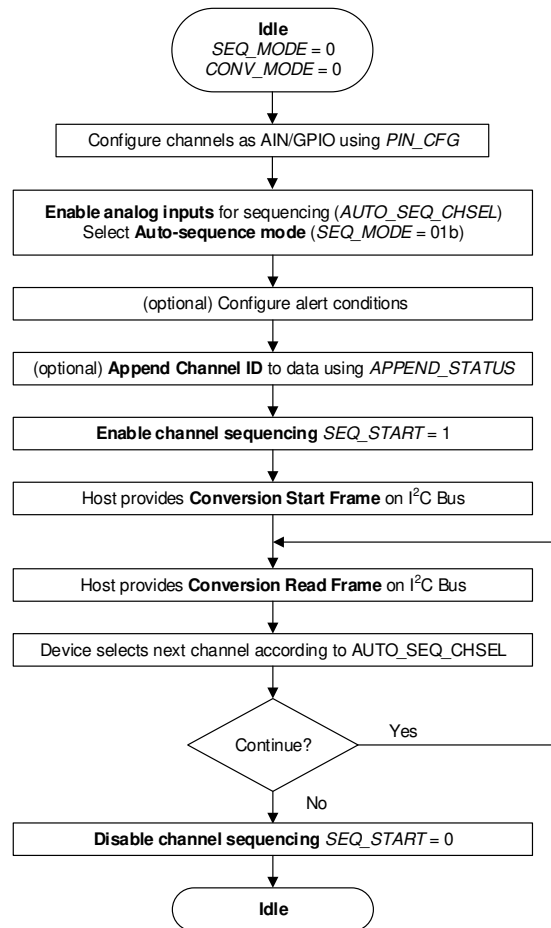 Idle
SEQ_MODE = 0
CONV_MODE = 0
Configure channels as AIN/GPIO using PIN_CFG
Enable analog inputs for sequencing (AUTO_SEQ_CHSEL)
Select Auto-sequence mode (SEQ_MODE = 01b)
(optional) Configure alert conditions
(optional) Append Channel ID to data using APPEND_STATUS
Enable channel sequencing SEQ_START = 1
Host provides Conversion Start Frame on I²C Bus
Host provides Conversion Read Frame on I²C Bus
Device selects next channel according to AUTO_SEQ_CHSEL
Continue?
Yes
No
Disable channel sequencing SEQ_START = 0
Idle